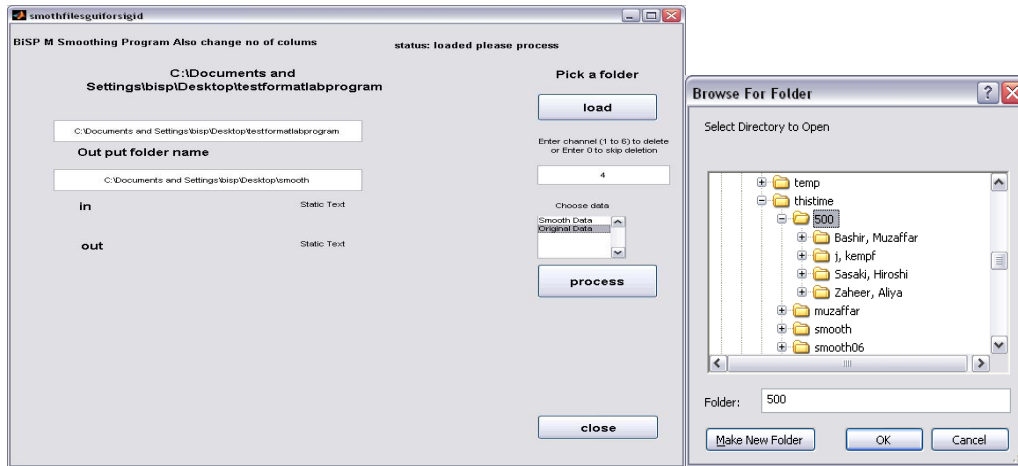 smothfilesguiforsigid
BiSP M Smoothing Program Also change no of colums
status: loaded please process
C:\Documents and
Settings\bisp\Desktop\testformatlabprogram
C:\Documents and Settings\bisp\Desktop\testformatlabprogram
Out put folder name
C:\Documents and Settings\bisp\Desktop\smooth
in
Static Text
out
Static Text
Pick a folder
load
Enter channel (1 to 6) to delete
or Enter 0 to skip deletion
4
Choose data
Smooth Data
Original Data
process
close
Browse For Folder
Select Directory to Open
temp
thistime
500
Bashir, Muzaffar
j, kempf
Sasaki, Hiroshi
Zaheer, Aliya
muzaffar
smooth
smooth06
Folder:
500
Make New Folder
OK
Cancel